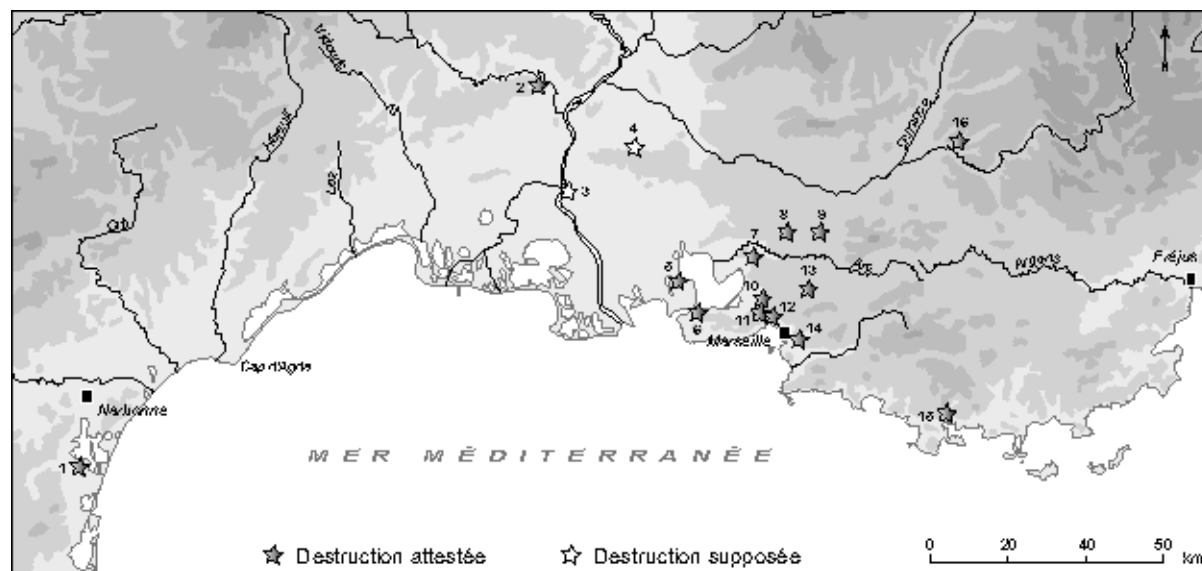 Vidourle
Hérault
2
Durance
16
4
Lez
3
Orb
8
9
7
Fréjus
Arc
Argens
5
13
10
6
11
12
Marseille
14
Cap d'Agde
Narbonne
15
1
MER MÉDITERRANÉE
Destruction attestée
Destruction supposée
0 20 40 50
km